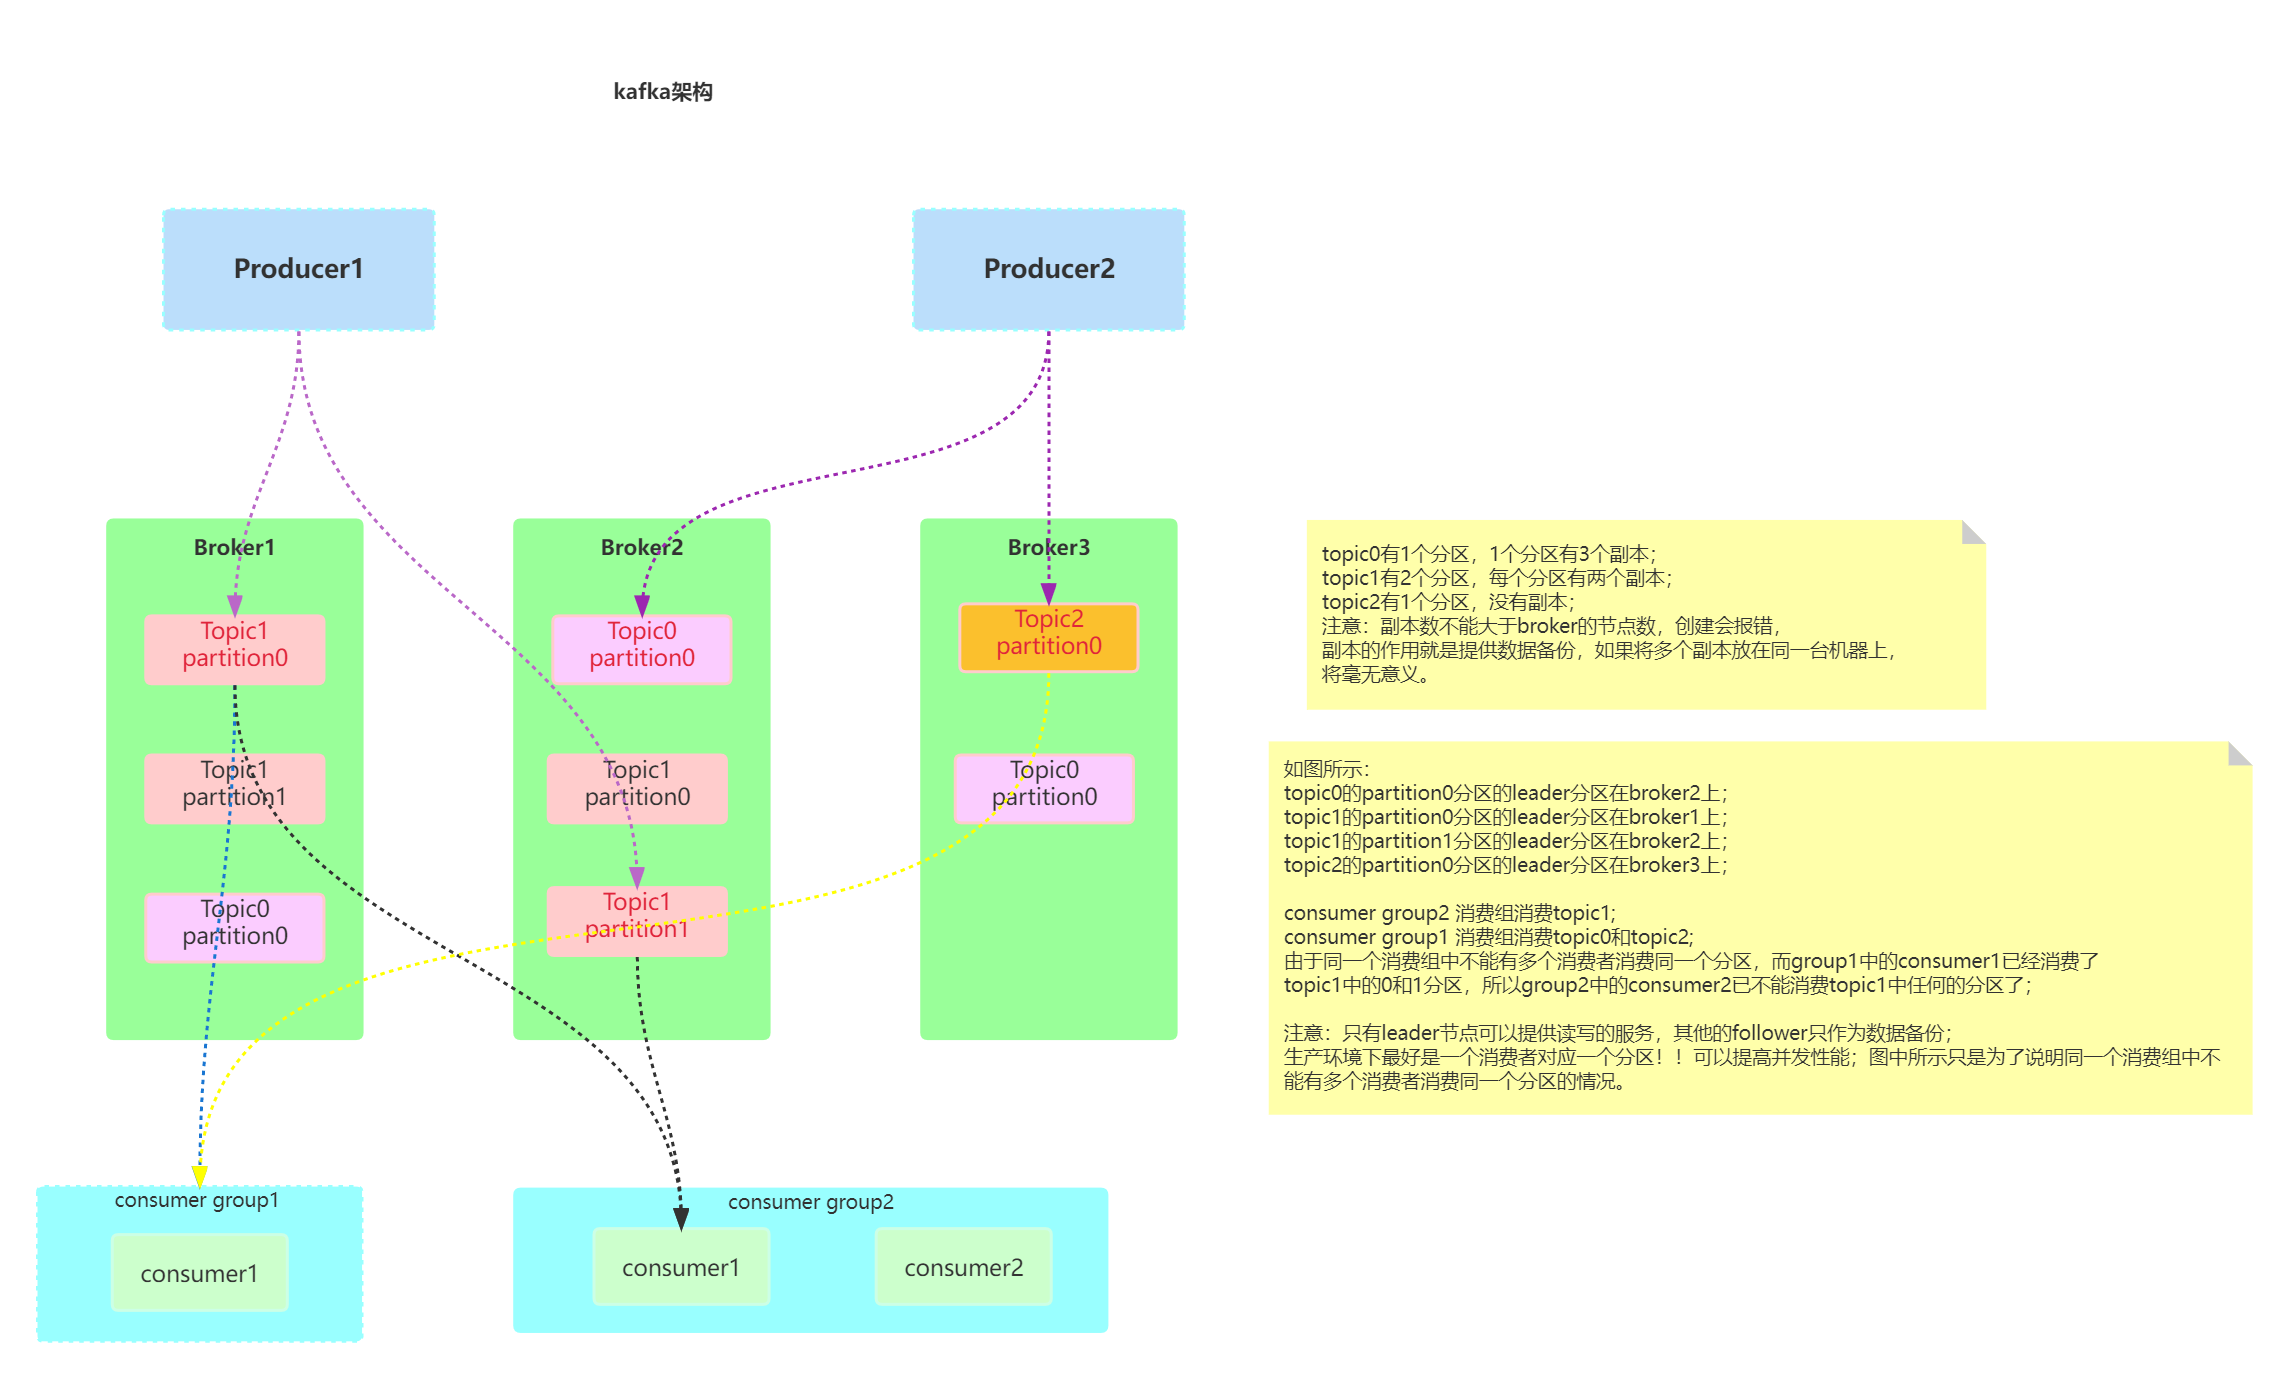 kafka架构
Producer1
Producer2
Broker1
Broker2
Broker3
Topic1
partition0
Topic0
partition0
Topic2
partition0
Topic1
partition1
Topic1
partition0
Topic0
partition0
Topic0
partition0
Topic1
partition1
consumer group1
consumer1
consumer group2
consumer1
consumer2
topic0有1个分区，1个分区有3个副本；
topic1有2个分区，每个分区有两个副本；
topic2有1个分区，没有副本；
注意：副本数不能大于broker的节点数，创建会报错，
副本的作用就是提供数据备份，如果将多个副本放在同一台机器上，
将毫无意义。
如图所示：
topic0的partition0分区的leader分区在broker2上；
topic1的partition0分区的leader分区在broker1上；
topic1的partition1分区的leader分区在broker2上；
topic2的partition0分区的leader分区在broker3上；
consumer group2 消费组消费topic1;
consumer group1 消费组消费topic0和topic2;
由于同一个消费组中不能有多个消费者消费同一个分区，而group1中的consumer1已经消费了
topic1中的0和1分区，所以group2中的consumer2已不能消费topic1中任何的分区了；
注意：只有leader节点可以提供读写的服务，其他的follower只作为数据备份；
生产环境下最好是一个消费者对应一个分区！！可以提高并发性能；图中所示只是为了说明同一个消费组中不
能有多个消费者消费同一个分区的情况。